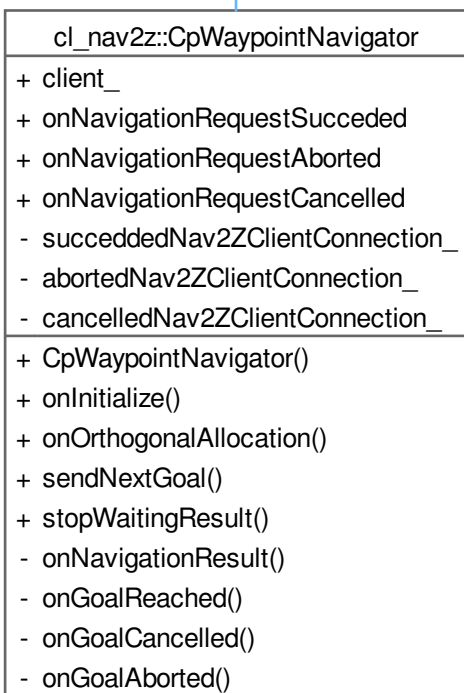 cl_nav2z::CpWaypointNavigator
+ client_
+ onNavigationRequestSucceded
+ onNavigationRequestAborted
+ onNavigationRequestCancelled
- succeddedNav2ZClientConnection_
- abortedNav2ZClientConnection_
- cancelledNav2ZClientConnection_
+ CpWaypointNavigator()
+ onInitialize()
+ onOrthogonalAllocation()
+ sendNextGoal()
+ stopWaitingResult()
- onNavigationResult()
- onGoalReached()
- onGoalCancelled()
- onGoalAborted()